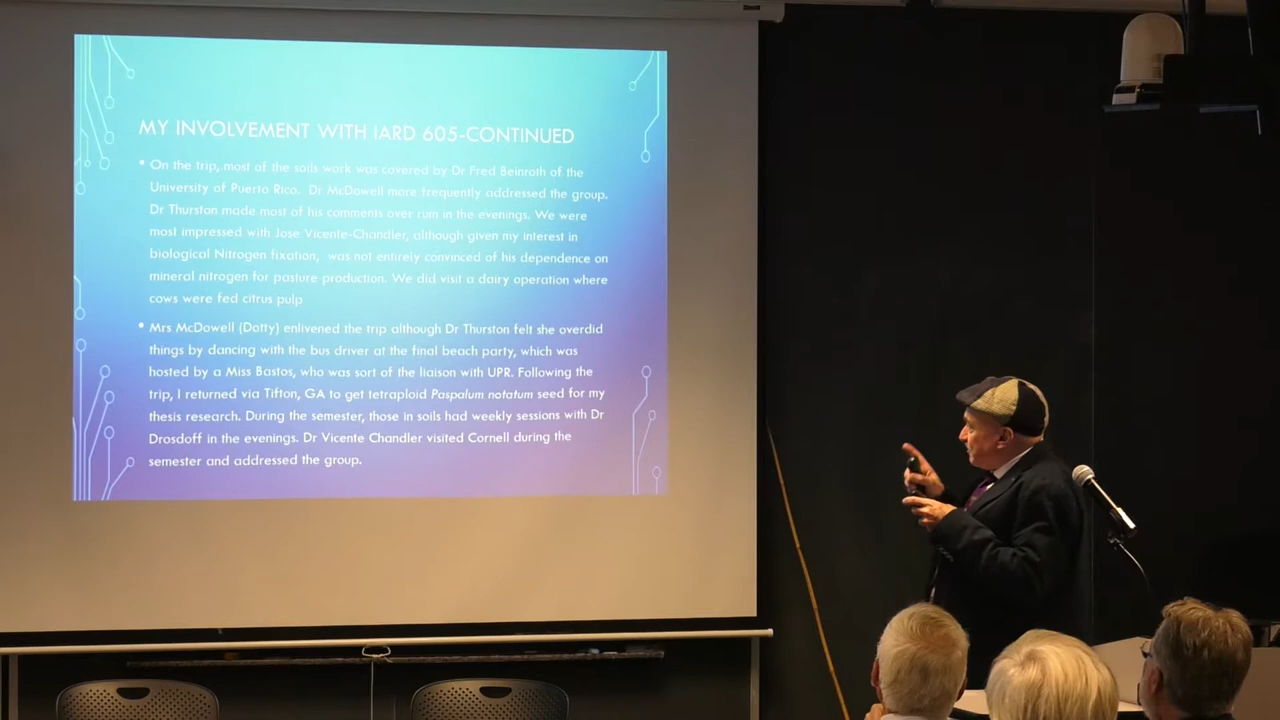 MY INVOLVEMENT WITH IARD 605-CONTINUED
• On the trip, most of the soils work was covered by Dr Fred Beinroth of the
University of Puerto Rico. Dr McDowell more frequently addressed the group.
Dr Thurston made most of his comments over rum in the evenings. We were
most impressed with Jose Vicente-Chandler, although given my interest in
biological Nitrogen fixation, was not entirely convinced of his dependence on
mineral nitrogen for pasture production. We did visit a dairy operation where
cows were fed citrus pulp
• Mrs McDowell (Dotty) enlivened the trip although Dr Thurston felt she overdid
things by dancing with the bus driver at the final beach party, which was
hosted by a Miss Bastos, who was sort of the liaison with UPR. Following the
trip, I returned via Tifton, GA to get tetraploid Paspalum notatum seed for my
thesis research. During the semester, those in soils had weekly sessions with Dr
Drosdoff in the evenings. Dr Vicente Chandler visited Cornell during the
semester and addressed the group.